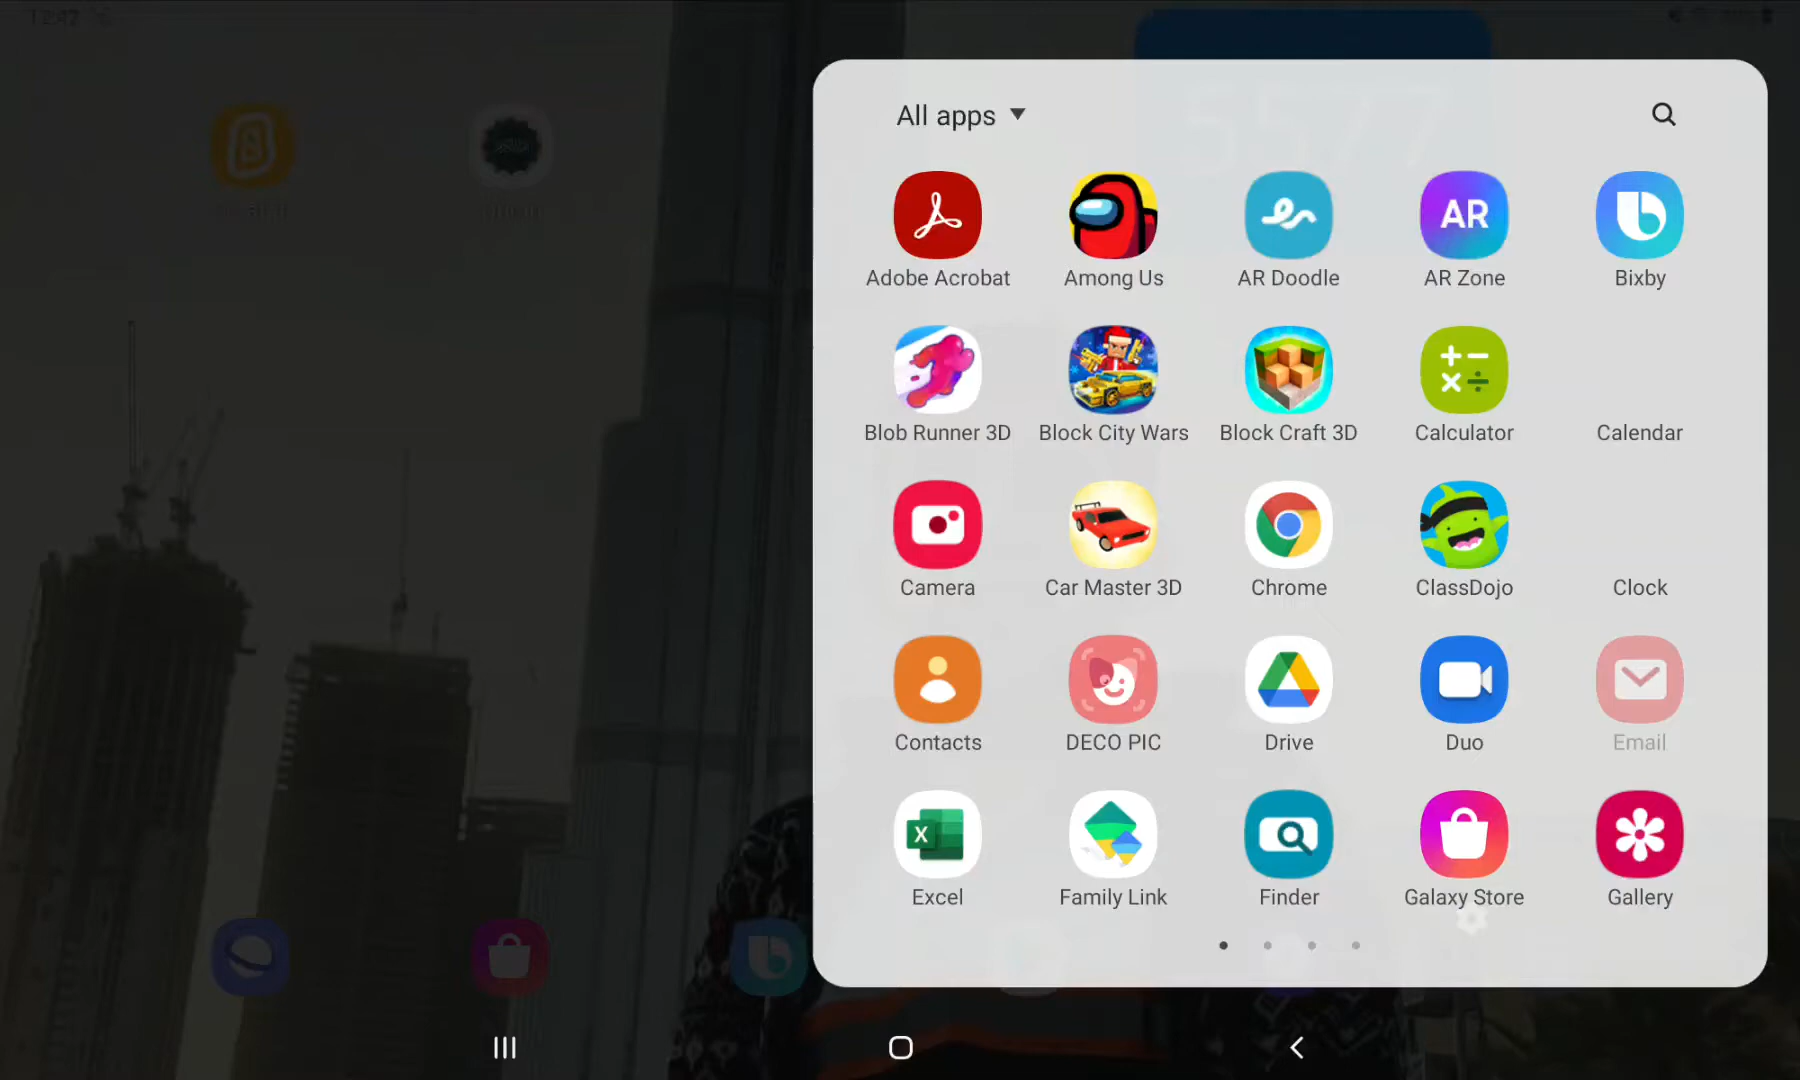 All apps
AR
Adobe Acrobat
Among Us
AR Doodle
AR Zone
Bixby
Blob Runner 3D
Block City Wars
Block Craft 3D
Calculator
Calendar
Camera
Car Master 3D
Chrome
ClassDojo
Clock
Contacts
DECO PIC
Drive
Duo
Email
X
Excel
Family Link
Finder
Galaxy Store
Gallery